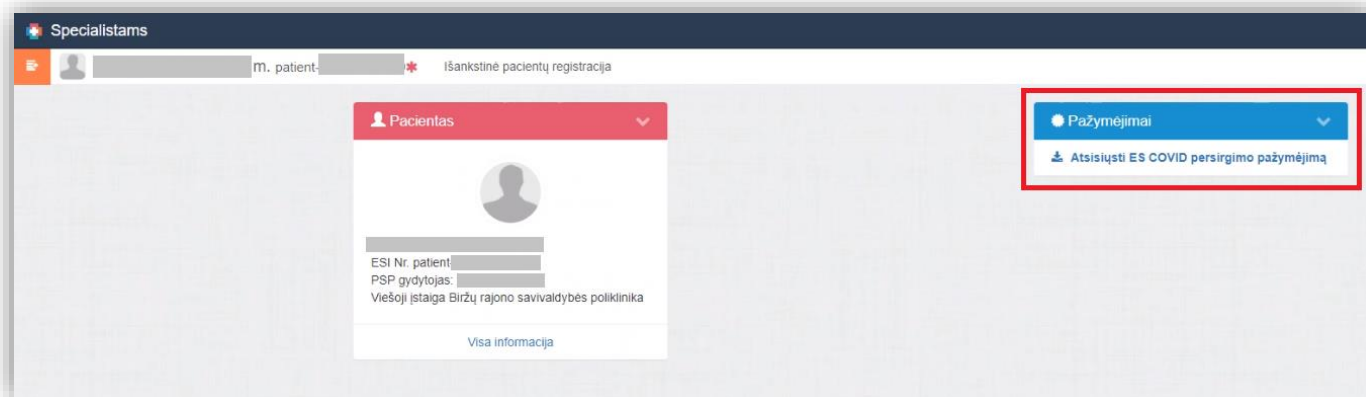 Specialistams
m. patient- * Išankstinė pacientų registracija
Pacientas
ESI Nr. patient
PSP gydytojas:
Viešoji įstaiga Biržų rajono savivaldybės poliklinika
Visa informacija
Pažymėjimai
Atsisiųsti ES COVID persirgimo pažymėjimą